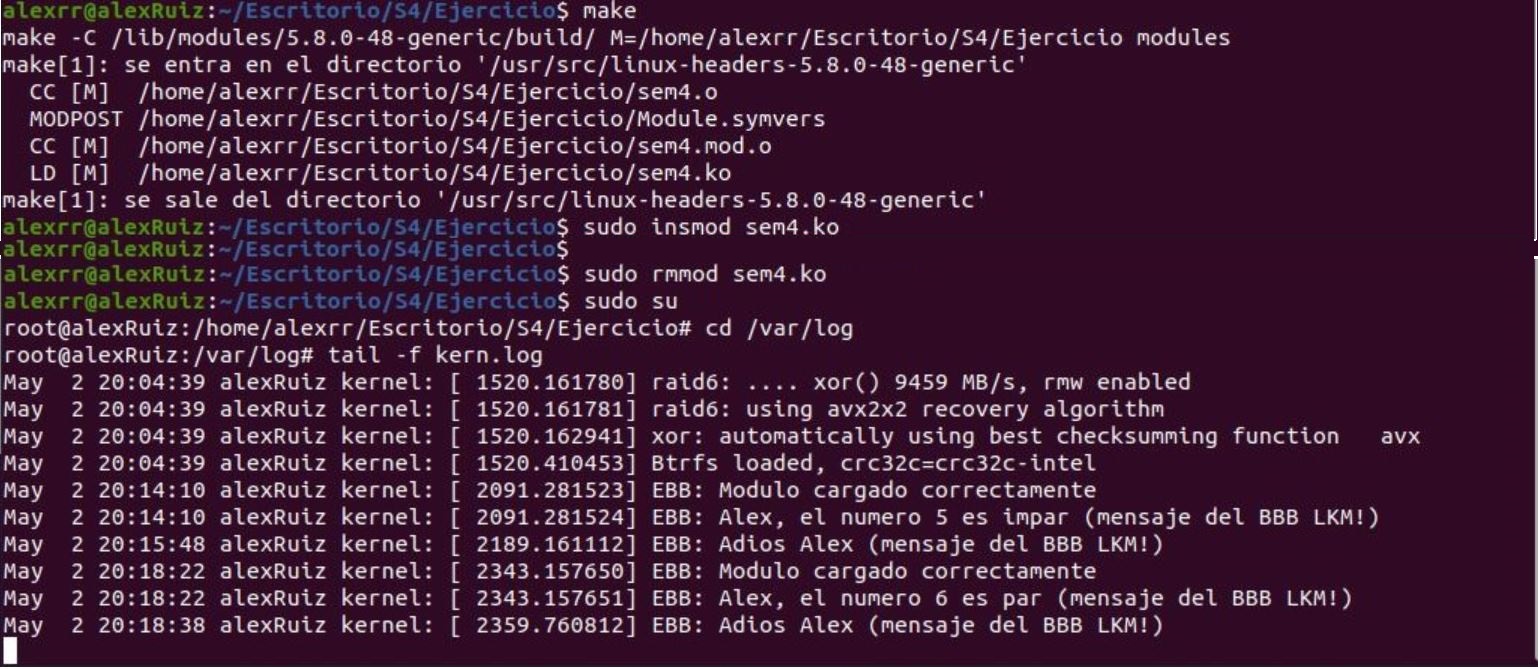 alexrr@alexRuiz:~/Escritorio/S4/Ejercicio$ make
make -C /lib/modules/5.8.0-48-generic/build/ M=/home/alexrr/Escritorio/S4/Ejercicio modules
make[1]: se entra en el directorio '/usr/src/linux-headers-5.8.0-48-generic'
  CC [M]  /home/alexrr/Escritorio/S4/Ejercicio/sem4.o
  MODPOST /home/alexrr/Escritorio/S4/Ejercicio/Module.symvers
  CC [M]  /home/alexrr/Escritorio/S4/Ejercicio/sem4.mod.o
  LD [M]  /home/alexrr/Escritorio/S4/Ejercicio/sem4.ko
make[1]: se sale del directorio '/usr/src/linux-headers-5.8.0-48-generic'
alexrr@alexRuiz:~/Escritorio/S4/Ejercicio$ sudo insmod sem4.ko
alexrr@alexRuiz:~/Escritorio/S4/Ejercicio$
alexrr@alexRuiz:~/Escritorio/S4/Ejercicio$ sudo rmmod sem4.ko
alexrr@alexRuiz:~/Escritorio/S4/Ejercicio$ sudo su
root@alexRuiz:/home/alexrr/Escritorio/S4/Ejercicio# cd /var/log
root@alexRuiz:/var/log# tail -f kern.log
May  2 20:04:39 alexRuiz kernel: [ 1520.161780] raid6: .... xor() 9459 MB/s, rmw enabled
May  2 20:04:39 alexRuiz kernel: [ 1520.161781] raid6: using avx2x2 recovery algorithm
May  2 20:04:39 alexRuiz kernel: [ 1520.162941] xor: automatically using best checksumming function   avx
May  2 20:04:39 alexRuiz kernel: [ 1520.410453] Btrfs loaded, crc32c=crc32c-intel
May  2 20:14:10 alexRuiz kernel: [ 2091.281523] EBB: Modulo cargado correctamente
May  2 20:14:10 alexRuiz kernel: [ 2091.281524] EBB: Alex, el numero 5 es impar (mensaje del BBB LKM!)
May  2 20:15:48 alexRuiz kernel: [ 2189.161112] EBB: Adios Alex (mensaje del BBB LKM!)
May  2 20:18:22 alexRuiz kernel: [ 2343.157650] EBB: Modulo cargado correctamente
May  2 20:18:22 alexRuiz kernel: [ 2343.157651] EBB: Alex, el numero 6 es par (mensaje del BBB LKM!)
May  2 20:18:38 alexRuiz kernel: [ 2359.760812] EBB: Adios Alex (mensaje del BBB LKM!)